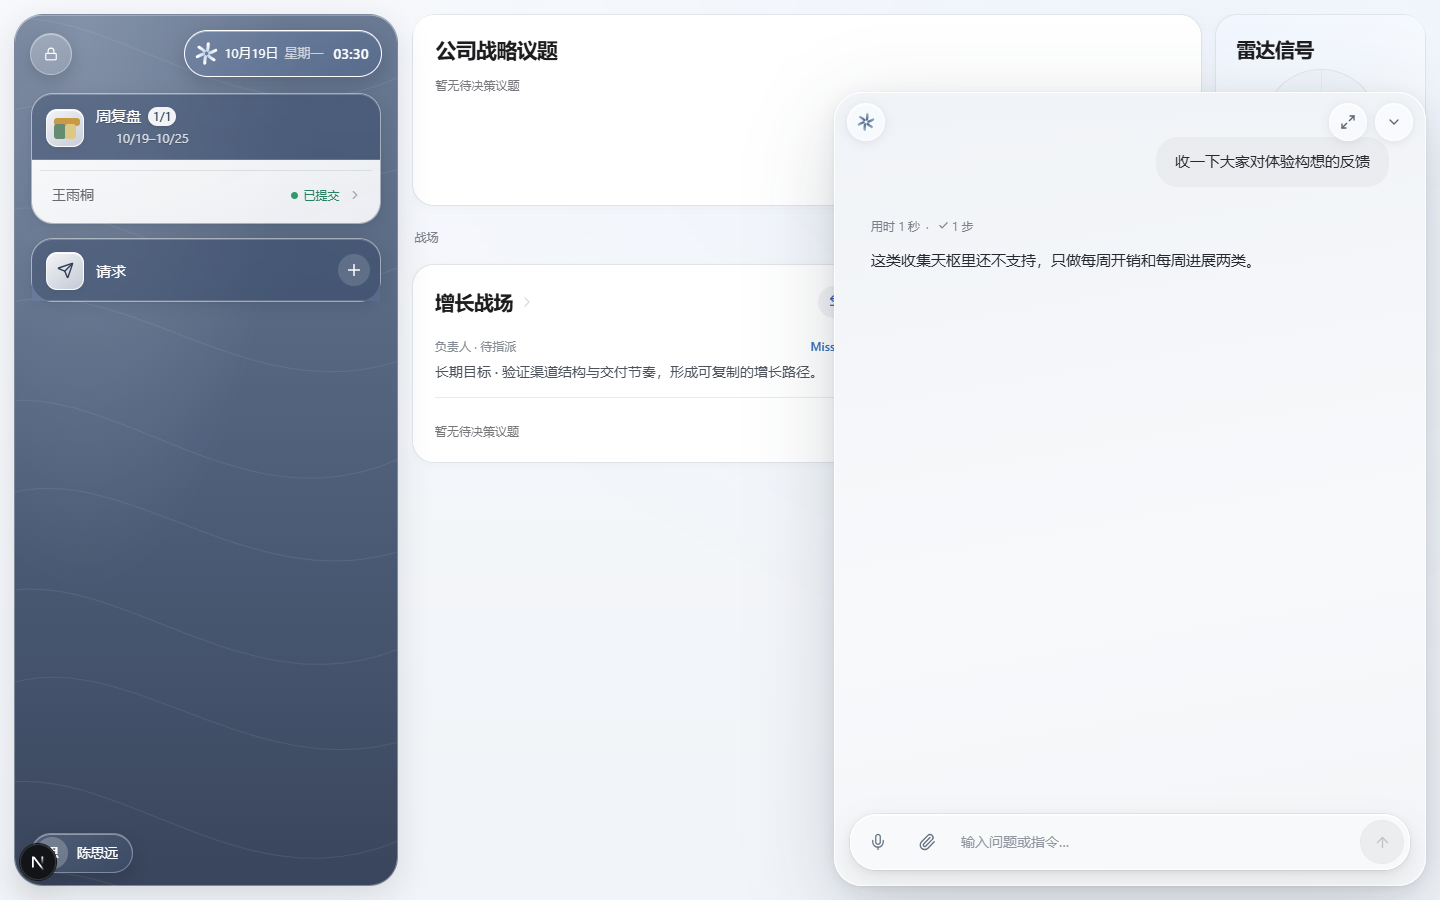 10月19日 星期一 03:30
周复盘 1/1
10/19–10/25
王雨桐
已提交
请求
陈思远
N
公司战略议题
暂无待决策议题
战场
增长战场
负责人 · 待指派
Miss
长期目标 · 验证渠道结构与交付节奏，形成可复制的增长路径。
暂无待决策议题
雷达信号
收一下大家对体验构想的反馈
用时 1 秒 · ✓ 1 步
这类收集天枢里还不支持，只做每周开销和每周进展两类。
输入问题或指令...